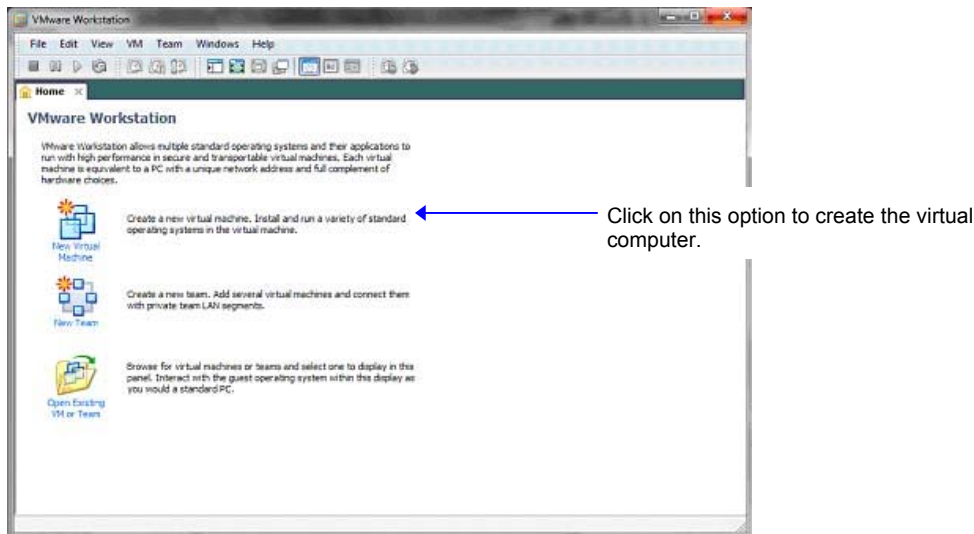 VMware Workstation
File Edit View VM Team Windows Help
Home
VMware Workstation
VMware Workstation allows multiple standard operating systems and their applications to
run with high performance in secure and transportable virtual machines. Each virtual
machine is equivalent to a PC with a unique network address and full complement of
hardware choices.
New Virtual
Machine
Create a new virtual machine. Install and run a variety of standard
operating systems in the virtual machine.
Click on this option to create the virtual
computer.
New Team
Create a new team. Add several virtual machines and connect them
with private team LAN segments.
Open Existing
VM or Team
Browse for virtual machines or teams and select one to display in this
panel. Interact with the guest operating system within this display as
you would a standard PC.